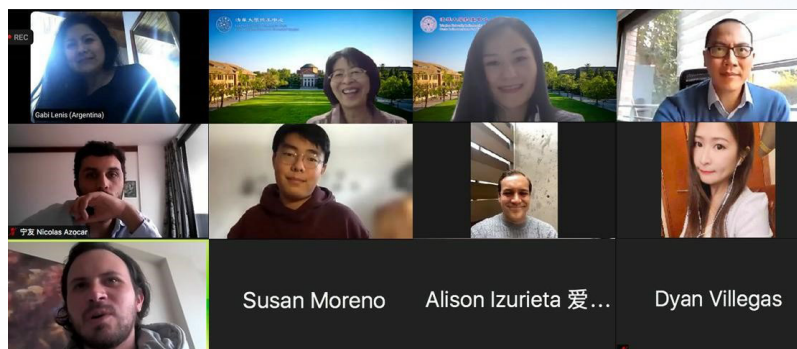 REC
Gabi Lenis (Argentina)
宁友 Nicolas Azocar
Susan Moreno
Alison Izurieta 爱...
Dyan Villegas